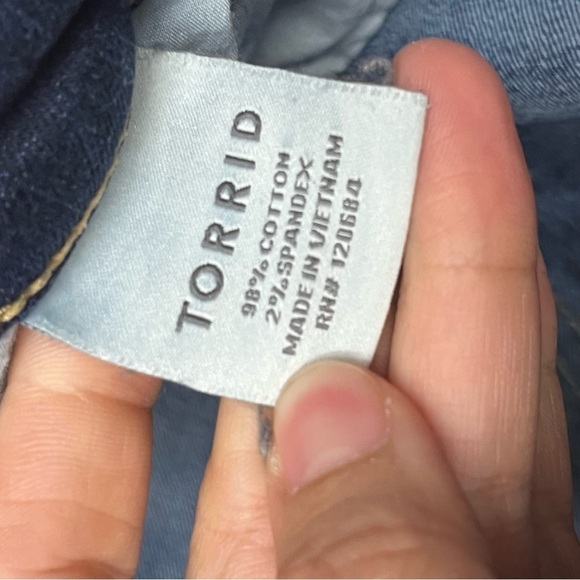 TORRID
98% COTTON
2% SPANDEX
MADE IN VIETNAM
RN# 120684